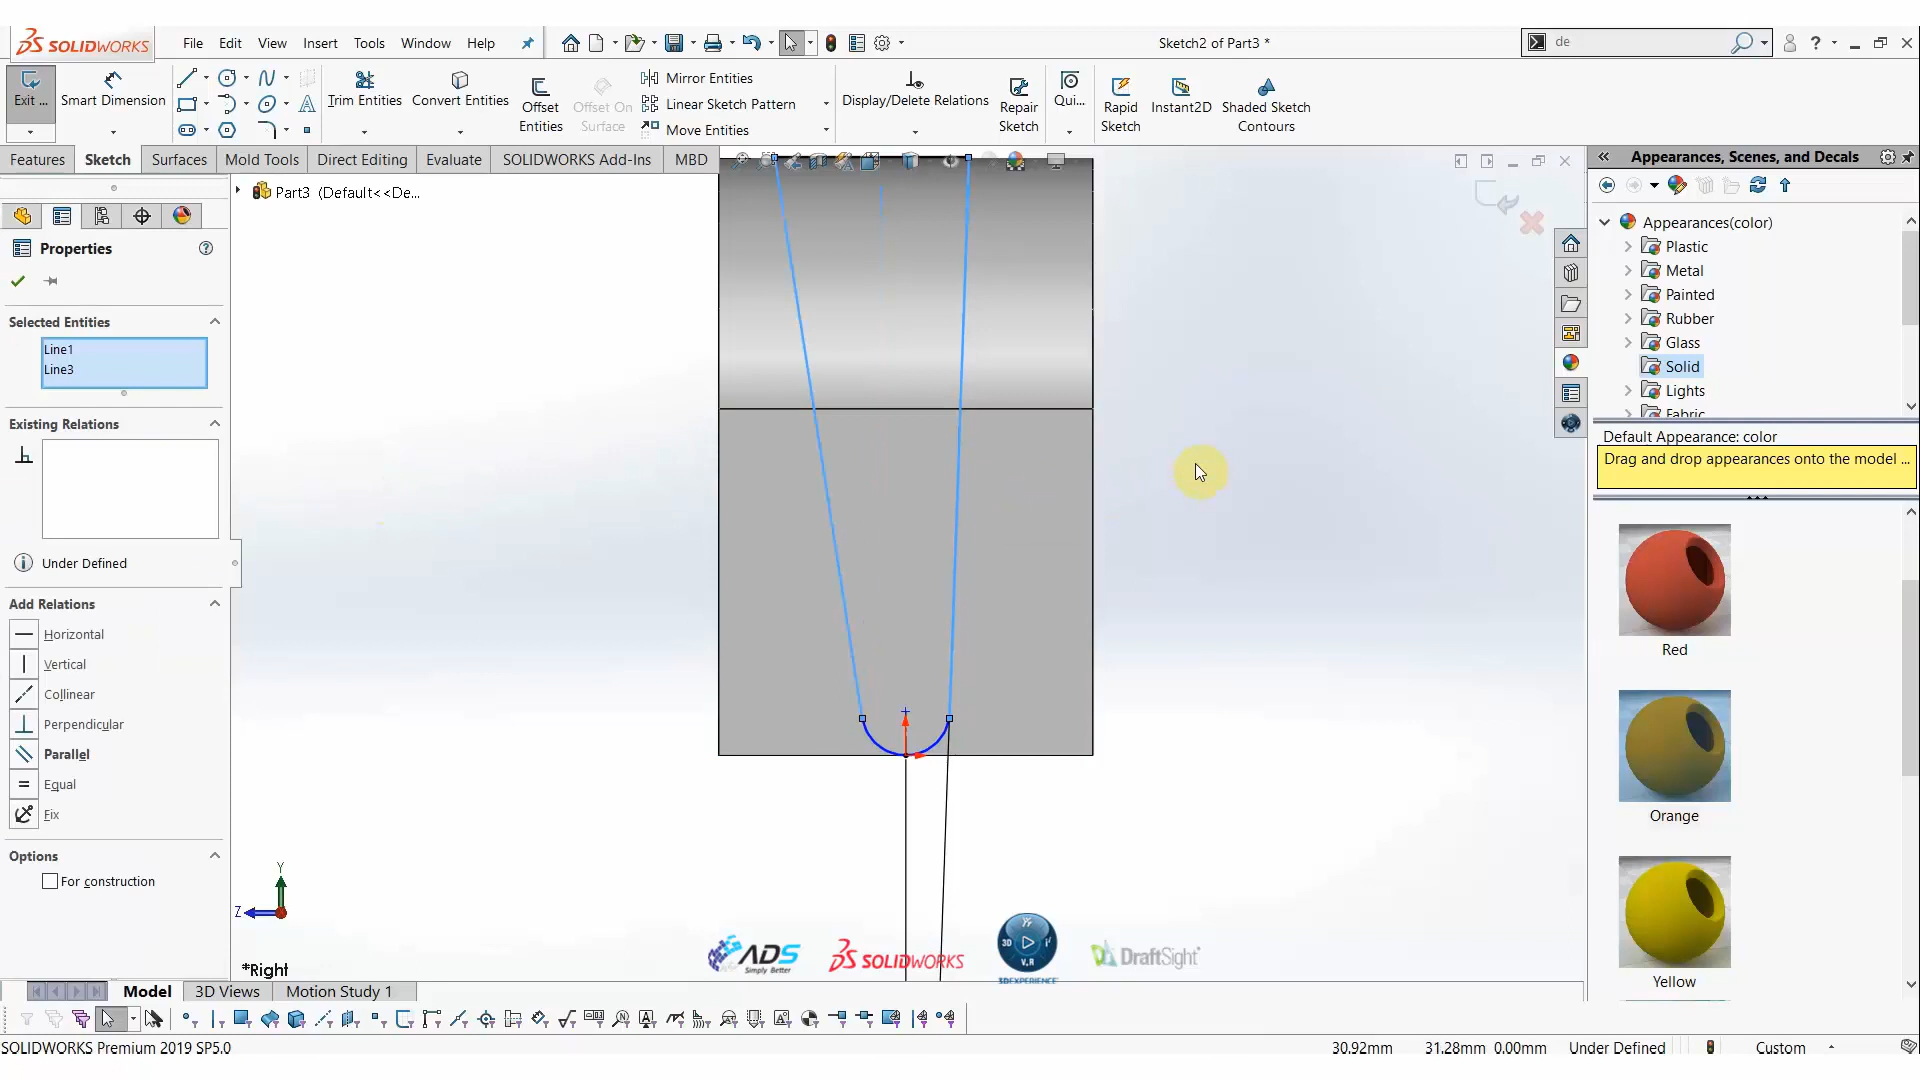 SOLIDWORKS
File Edit View Insert Tools Window Help
Sketch2 of Part3 *
de
Exit ...
Smart Dimension
Trim Entities
Convert Entities
Offset Entities
Offset On Surface
Mirror Entities
Linear Sketch Pattern
Move Entities
Display/Delete Relations
Repair Sketch
Qui...
Rapid Sketch
Instant2D
Shaded Sketch Contours
Features Sketch Surfaces Mold Tools Direct Editing Evaluate SOLIDWORKS Add-Ins MBD
Part3 (Default<<De...
Properties
Selected Entities
Line1
Line3
Existing Relations
Under Defined
Add Relations
Horizontal
Vertical
Collinear
Perpendicular
Parallel
Equal
Fix
Options
For construction
Y
Z
*Right
ADS
Simply Better
SOLIDWORKS
3D V.R
3DEXPERIENCE
DraftSight
Appearances, Scenes, and Decals
Appearances(color)
Plastic
Metal
Painted
Rubber
Glass
Solid
Lights
Fabric
Default Appearance: color
Drag and drop appearances onto the model ...
Red
Orange
Yellow
Model 3D Views Motion Study 1
SOLIDWORKS Premium 2019 SP5.0
30.92mm 31.28mm 0.00mm Under Defined Custom